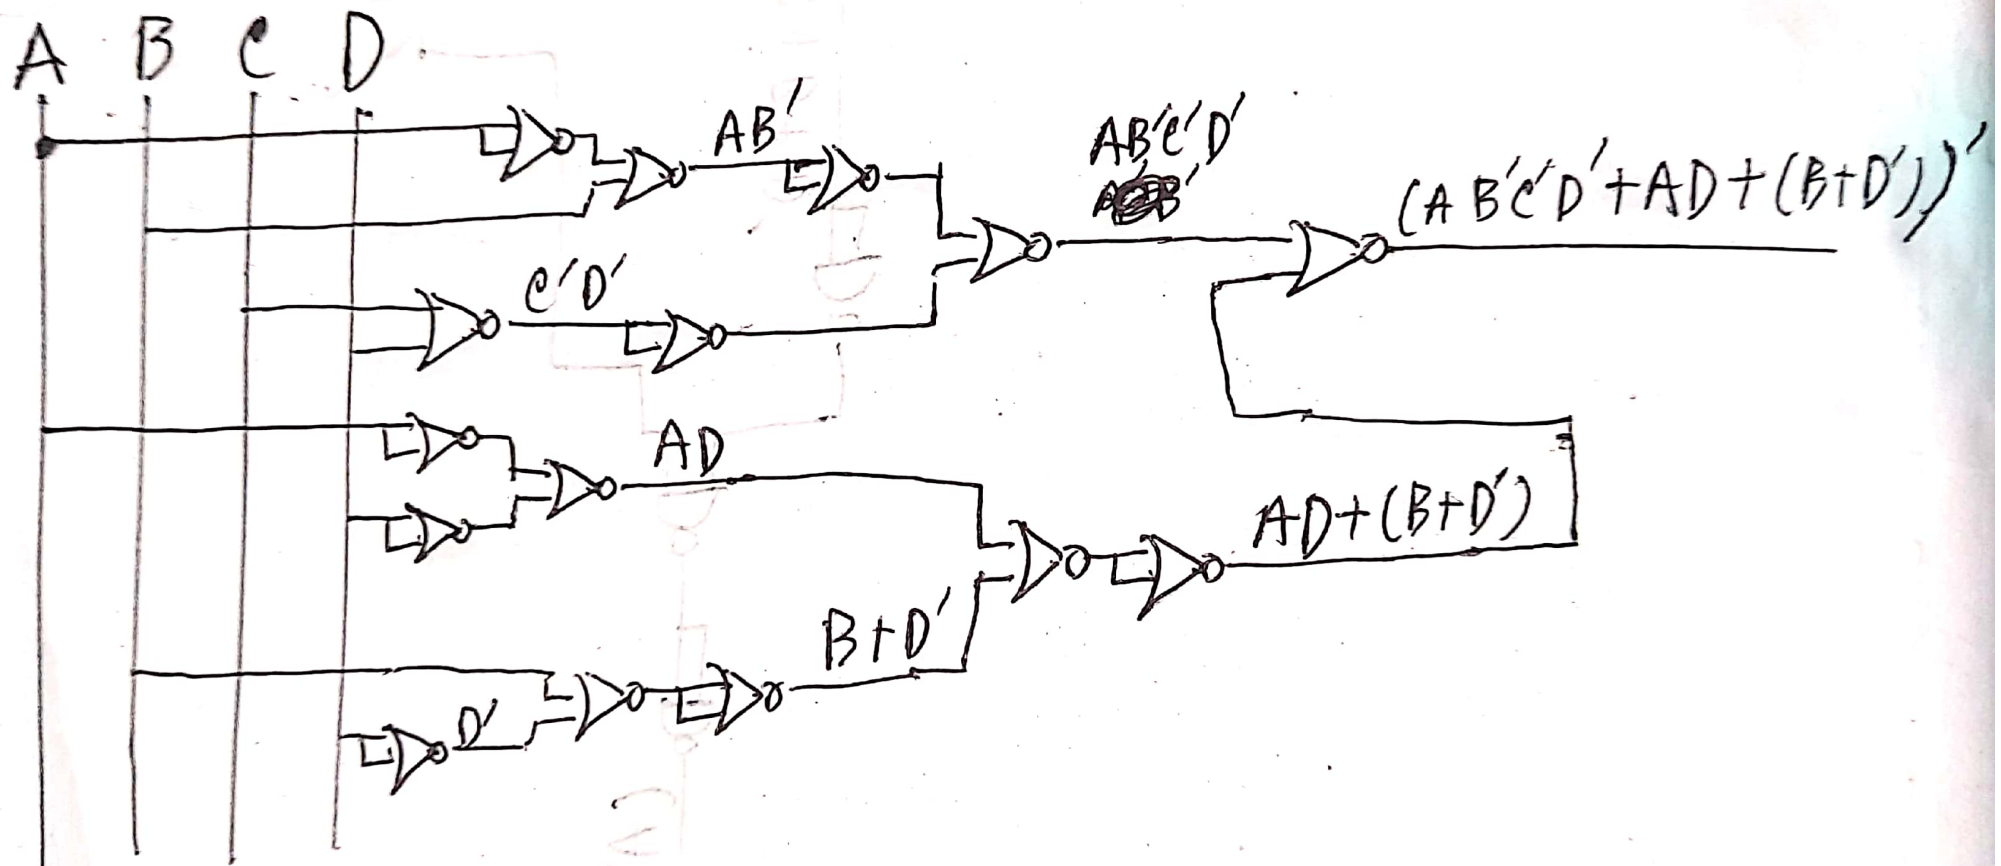 A B C D
AB'
AB'C'D'
(AB'C'D'+AD+(B+D'))'
C'D'
AD
AD+(B+D')
B+D'
D'